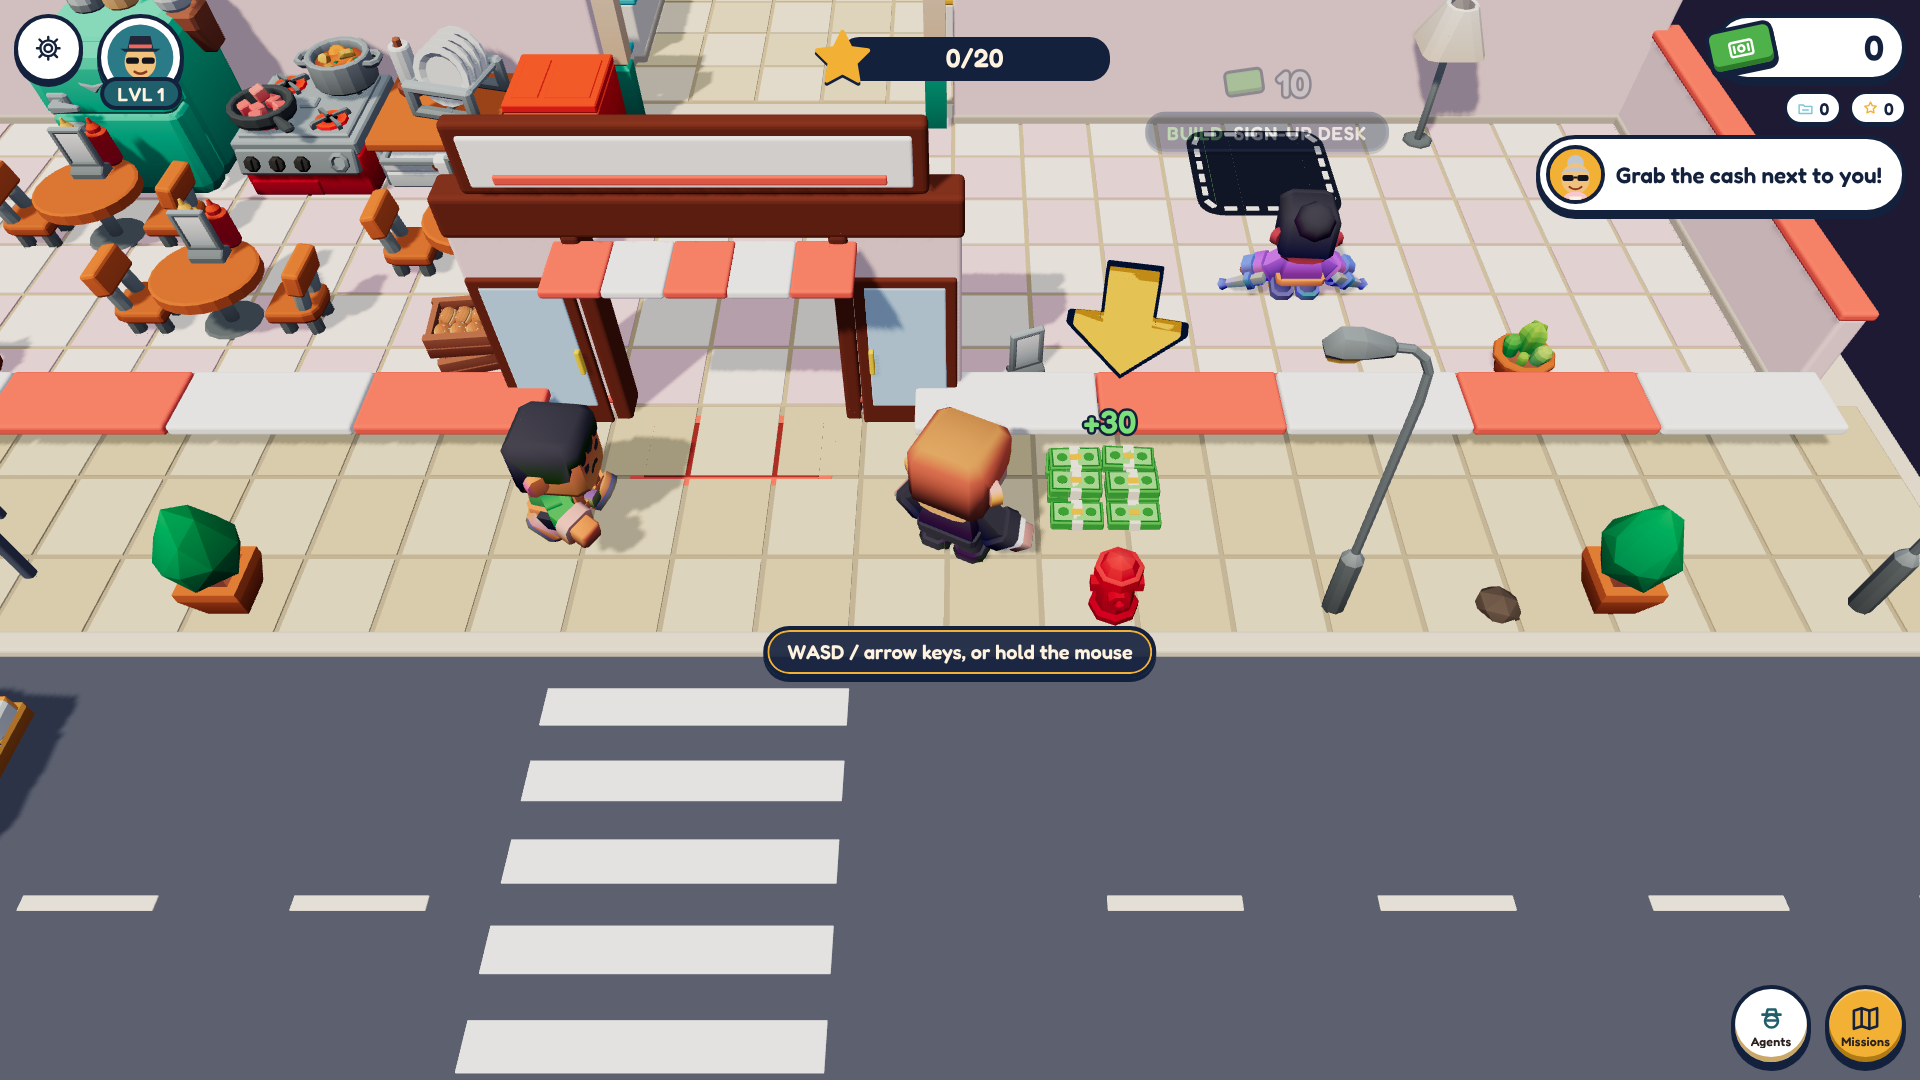 LVL 1
0/20
0
10
BUILD SIGN-UP DESK
0
0
Grab the cash next to you!
+30
WASD / arrow keys, or hold the mouse
Agents
Missions